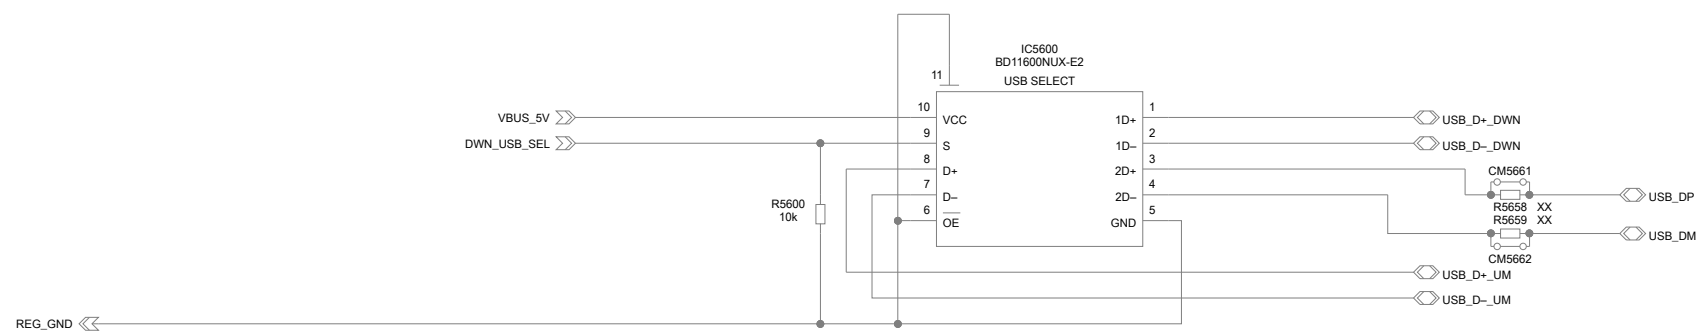 IC5600
BD11600NUX-E2
USB SELECT
11
VBUS_5V
10
VCC
1D+
1
USB_D+_DWN
DWN_USB_SEL
9
S
1D–
2
USB_D–_DWN
8
D+
2D+
3
CM5661
7
D–
2D–
4
USB_DP
R5600
10k
R5658 XX
R5659 XX
6
OE
GND
5
USB_DM
CM5662
USB_D+_UM
USB_D–_UM
REG_GND